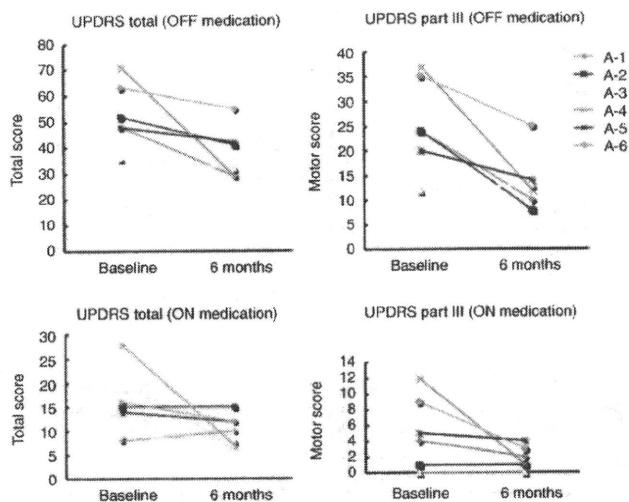 UPDRS total (OFF medication)
80
70
60
50
40
30
20
10
0
Total score
Baseline 6 months
UPDRS part III (OFF medication)
40
35
30
25
20
15
10
5
0
Motor score
Baseline 6 months
A-1
A-2
A-3
A-4
A-5
A-6
UPDRS total (ON medication)
30
25
20
15
10
5
0
Total score
Baseline 6 months
UPDRS part III (ON medication)
14
12
10
8
6
4
2
0
Motor score
Baseline 6 months